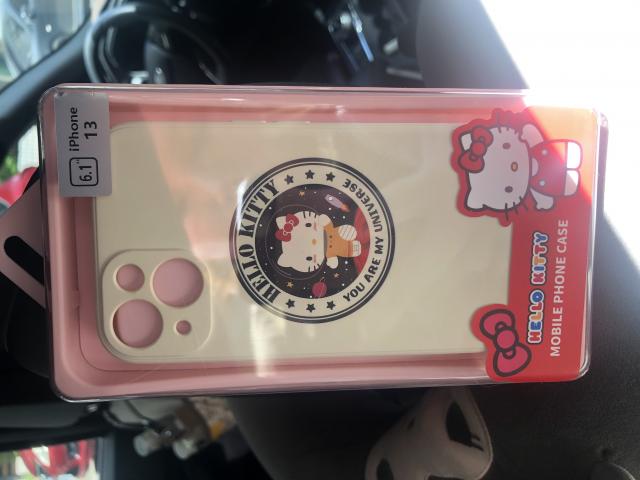 iPhone
13
6.1"
HELLO KITTY
YOU ARE MY UNIVERSE
HELLO KITTY
MOBILE PHONE CASE